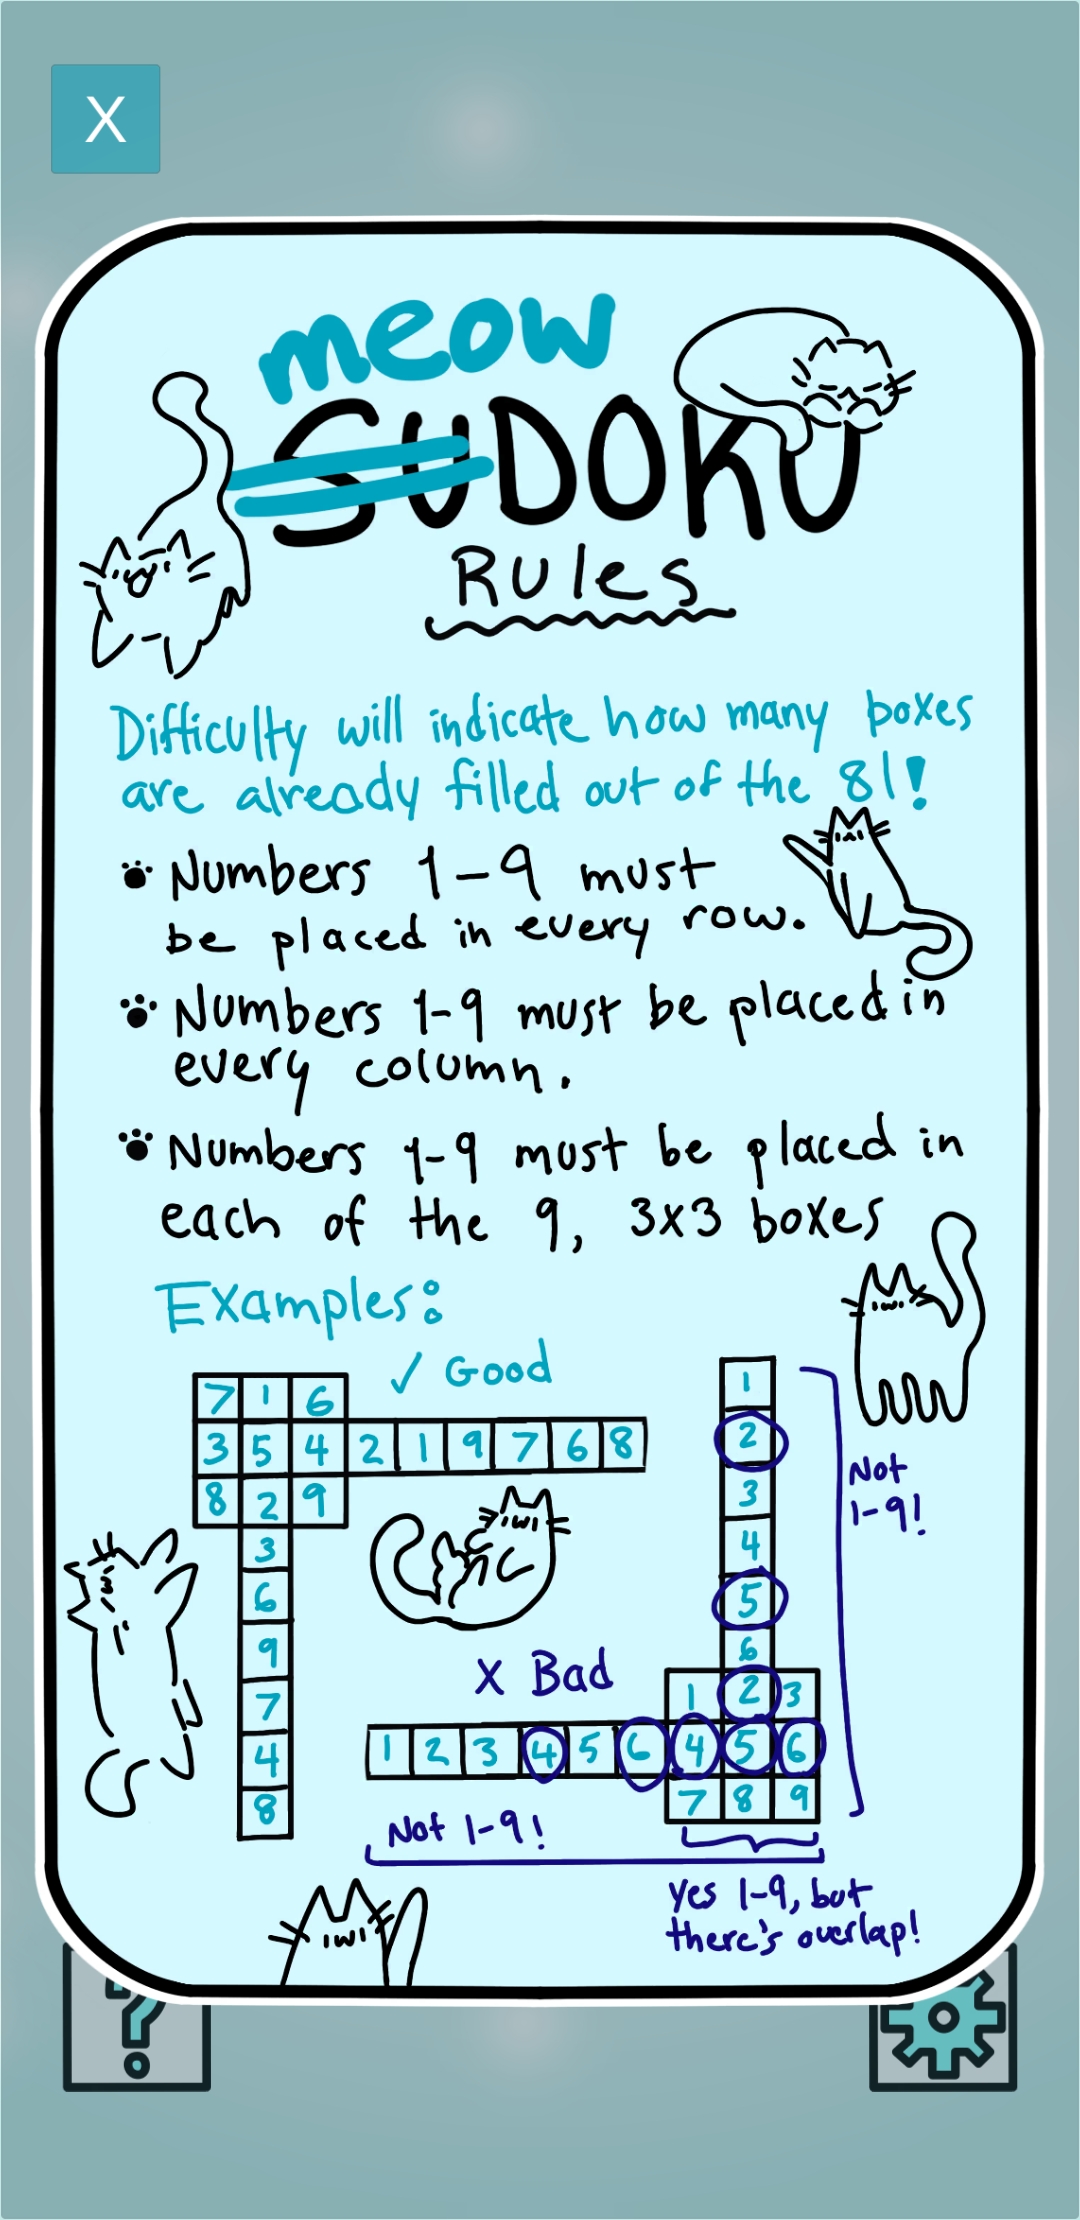 X
meow
SUDOKU
Rules
Difficulty will indicate how many boxes
are already filled out of the 81!
Numbers 1-9 must
be placed in every row.
Numbers 1-9 must be placed in
every column.
Numbers 1-9 must be placed in
each of the 9, 3x3 boxes
Examples:
✓ Good
7 1 6
3 5 4 2 1 9 7 6 8
8 2 9
3
6
9
7
4
8
1
2
3
4
5
6
Not
1-9!
X Bad
1 2 3
1 2 3 4 5 6 4 5 6
7 8 9
Not 1-9!
Yes 1-9, but
there's overlap!
?